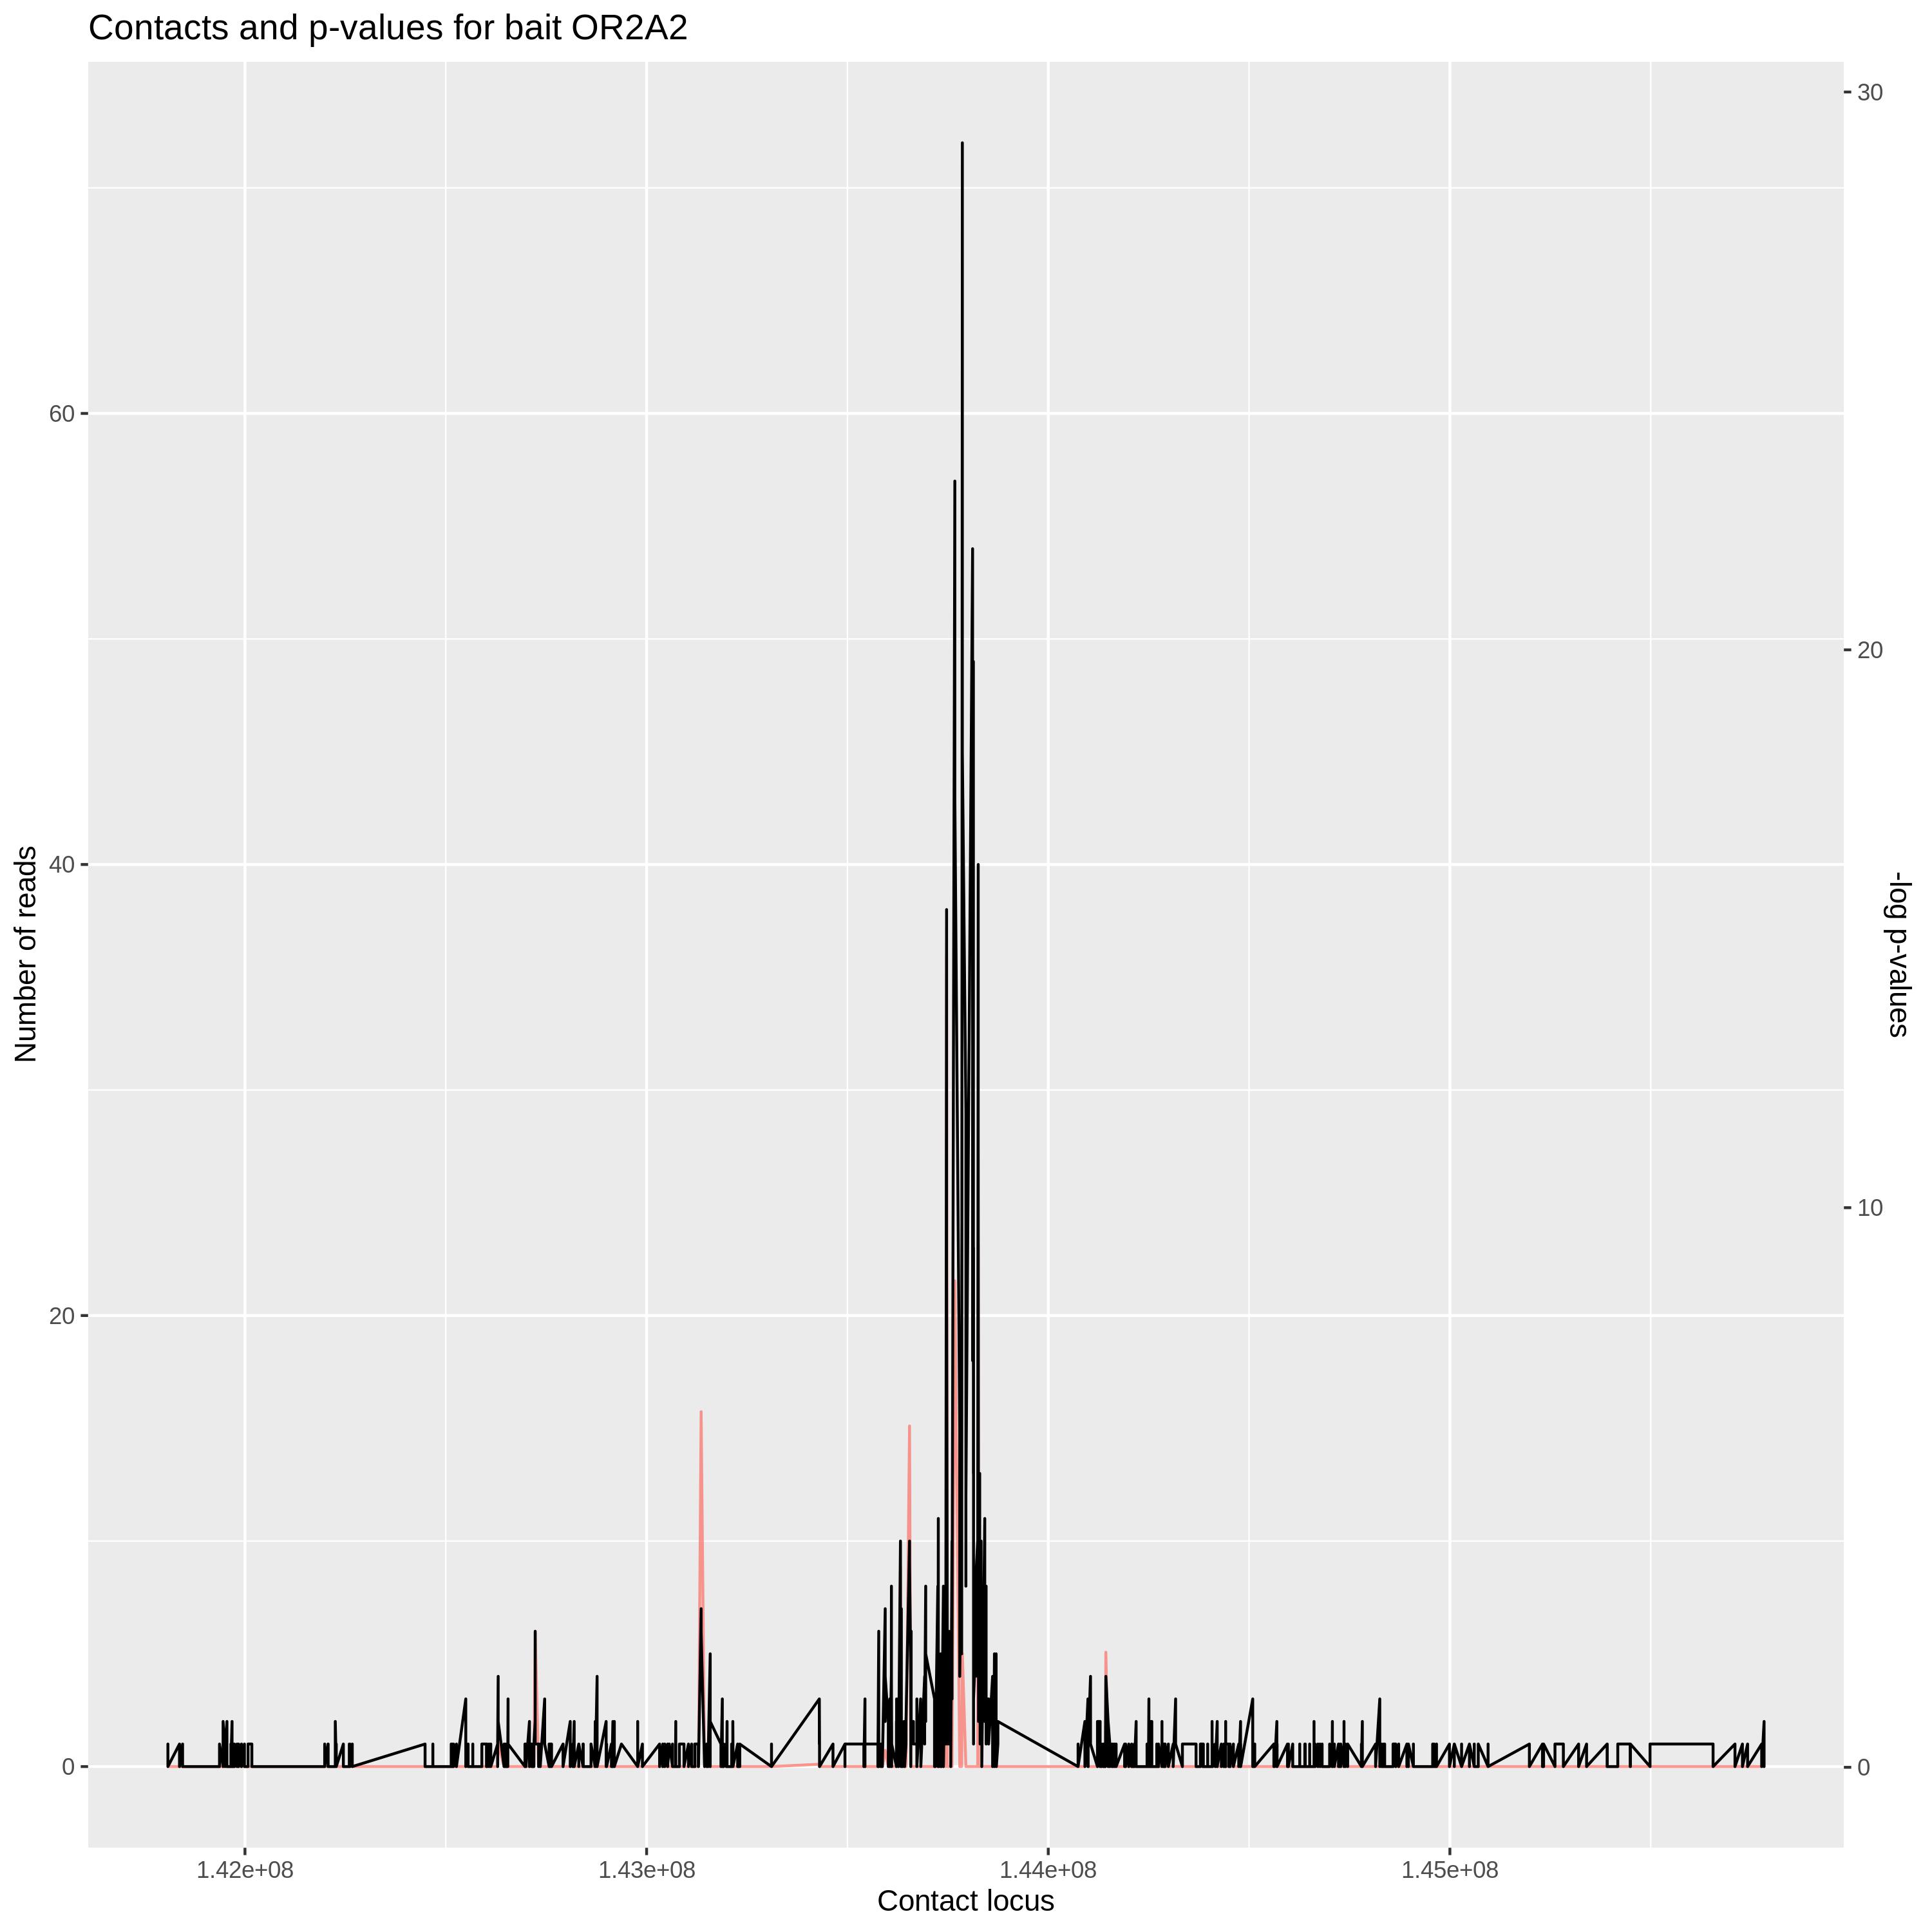 Contacts and p-values for bait OR2A2
30
60
20
40
10
20
0
0
Number of reads
-log p-values
1.42e+08 1.43e+08 1.44e+08 1.45e+08
Contact locus